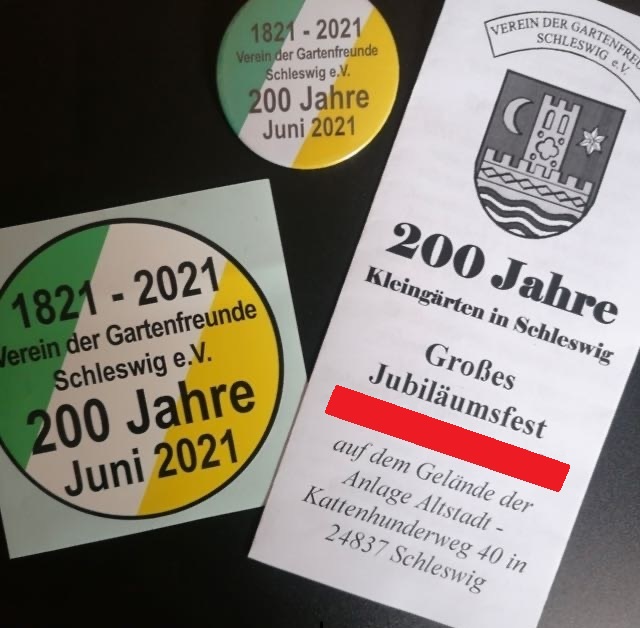 1821 - 2021
Verein der Gartenfreunde
Schleswig e.V.
200 Jahre
Juni 2021
1821 - 2021
Verein der Gartenfreunde
Schleswig e.V.
200 Jahre
Juni 2021
VEREIN DER GARTENFREU
SCHLESWIG e.V.
200 Jahre
Kleingärten in Schleswig
Großes
Jubiläumsfest
auf dem Gelände der
Anlage Altstadt -
Kattenhunderweg 40 in
24837 Schleswig